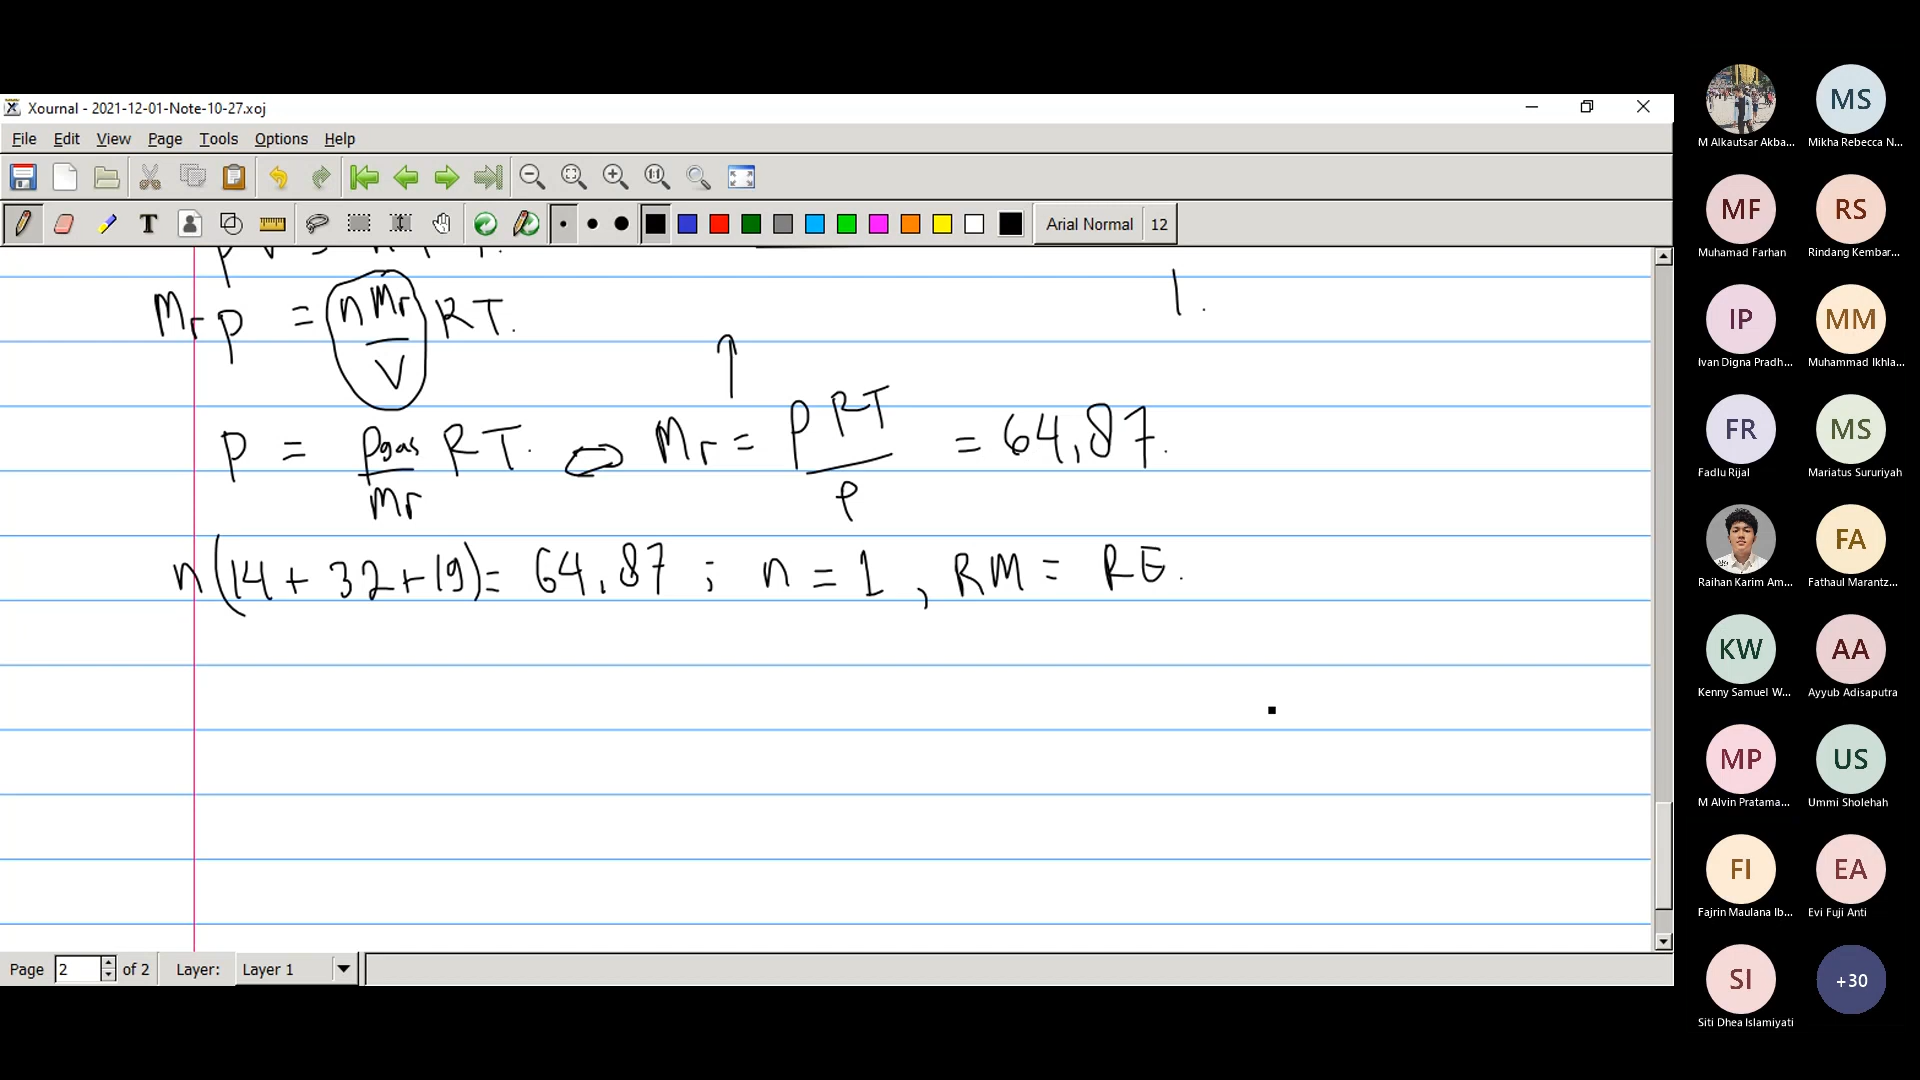 Xournal - 2021-12-01-Note-10-27.xoj
File Edit View Page Tools Options Help
Arial Normal 12
Mr p = n Mr / V RT.
1.
p = ρgas / Mr RT. ⇔ Mr = ρRT / p = 64,87.
n(14 + 32+19)= 64,87 ; n = 1 , RM = RE.
Page 2 of 2 Layer: Layer 1
M Alkautsar Akba...
MS
Mikha Rebecca N...
MF
Muhamad Farhan
RS
Rindang Kembar...
IP
Ivan Digna Pradh...
MM
Muhammad Ikhla...
FR
Fadlu Rijal
MS
Mariatus Sururiyah
Raihan Karim Am...
FA
Fathaul Marantz...
KW
Kenny Samuel W...
AA
Ayyub Adisaputra
MP
M Alvin Pratama...
US
Ummi Sholehah
FI
Fajrin Maulana Ib...
EA
Evi Fuji Anti
SI
Siti Dhea Islamiyati
+30